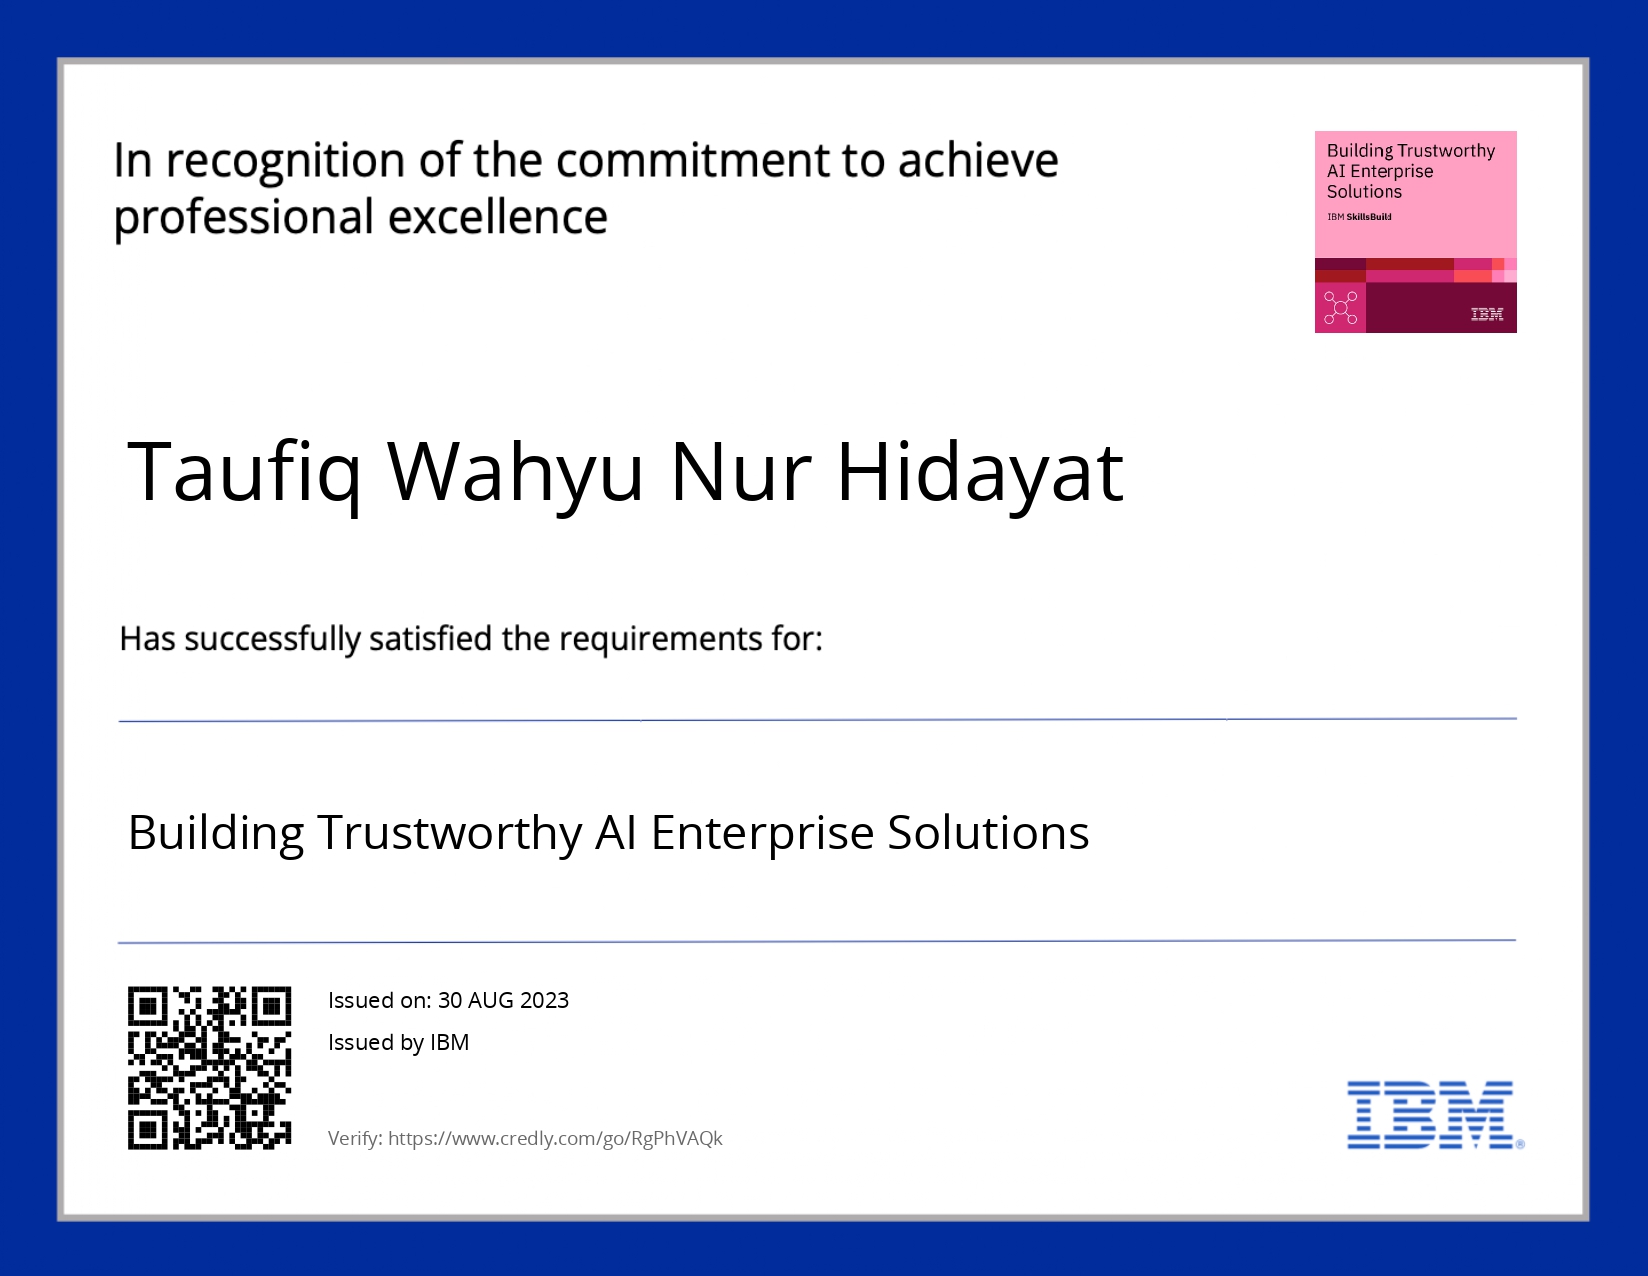 In recognition of the commitment to achieve
professional excellence
Building Trustworthy
AI Enterprise
Solutions
IBM SkillsBuild
IBM
Taufiq Wahyu Nur Hidayat
Has successfully satisfied the requirements for:
Building Trustworthy AI Enterprise Solutions
Issued on: 30 AUG 2023
Issued by IBM
Verify: https://www.credly.com/go/RgPhVAQk
IBM®